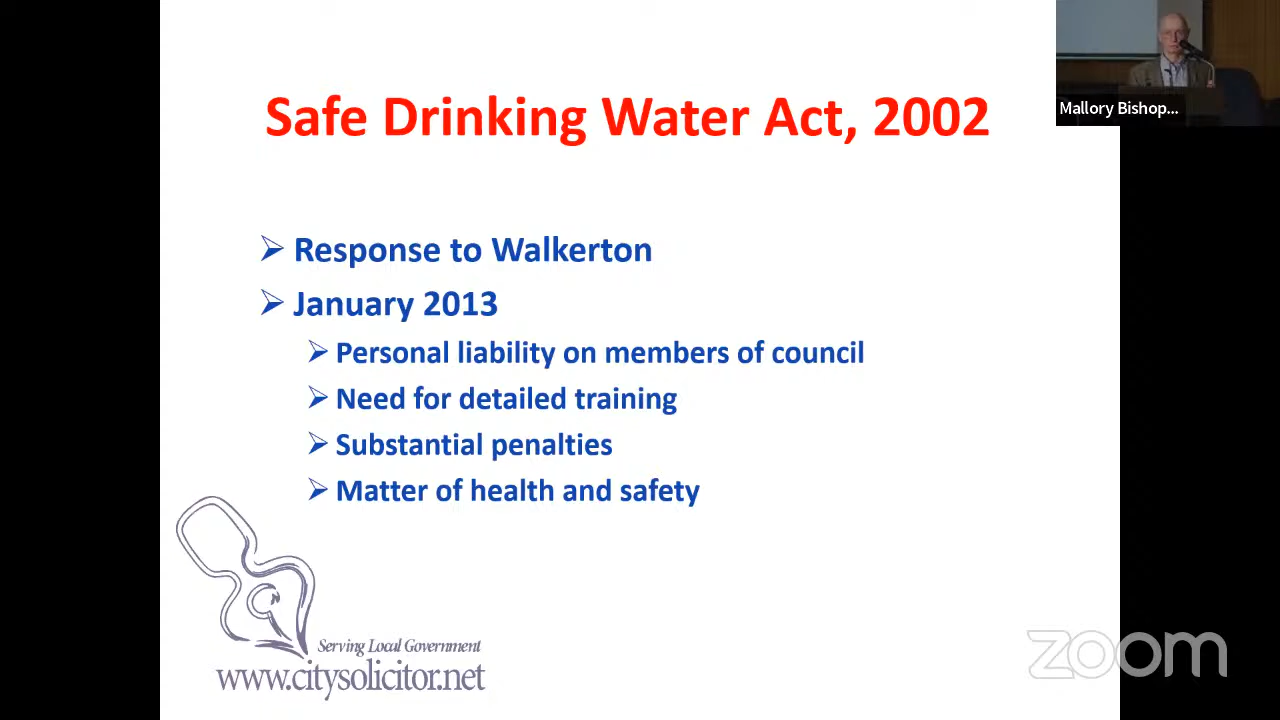 Safe Drinking Water Act, 2002
Mallory Bishop...
Response to Walkerton
January 2013
Personal liability on members of council
Need for detailed training
Substantial penalties
Matter of health and safety
Serving Local Government
www.citysolicitor.net
zoom